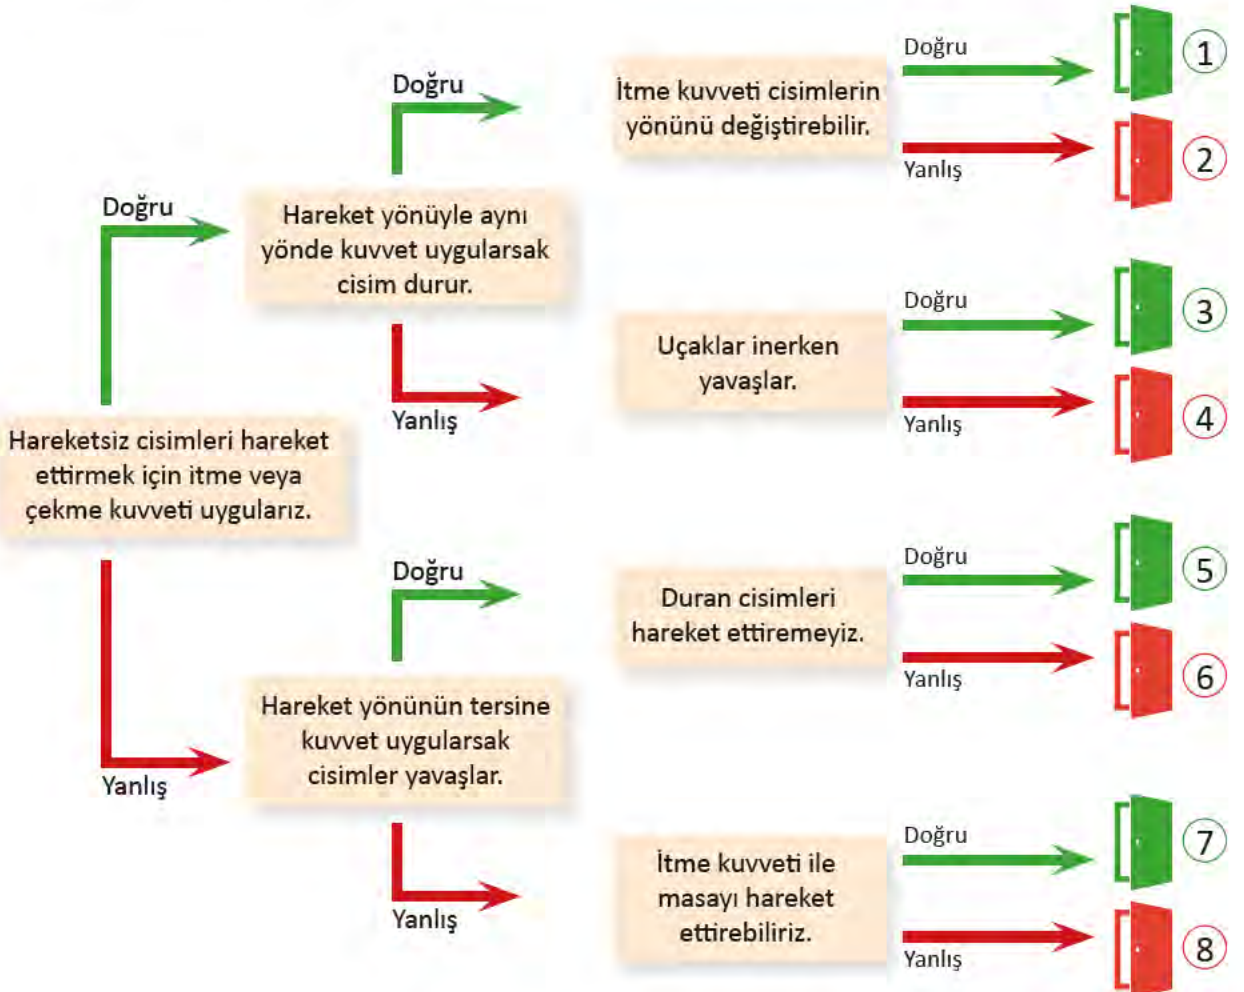 Hareketsiz cisimleri hareket
ettirmek için itme veya
çekme kuvveti uygularız.
Doğru
Yanlış
Hareket yönüyle aynı
yönde kuvvet uygularsak
cisim durur.
Doğru
Yanlış
Hareket yönünün tersine
kuvvet uygularsak
cisimler yavaşlar.
Doğru
Yanlış
İtme kuvveti cisimlerin
yönünü değiştirebilir.
Doğru
1
Yanlış
2
Uçaklar inerken
yavaşlar.
Doğru
3
Yanlış
4
Duran cisimleri
hareket ettiremeyiz.
Doğru
5
Yanlış
6
İtme kuvveti ile
masayı hareket
ettirebiliriz.
Doğru
7
Yanlış
8